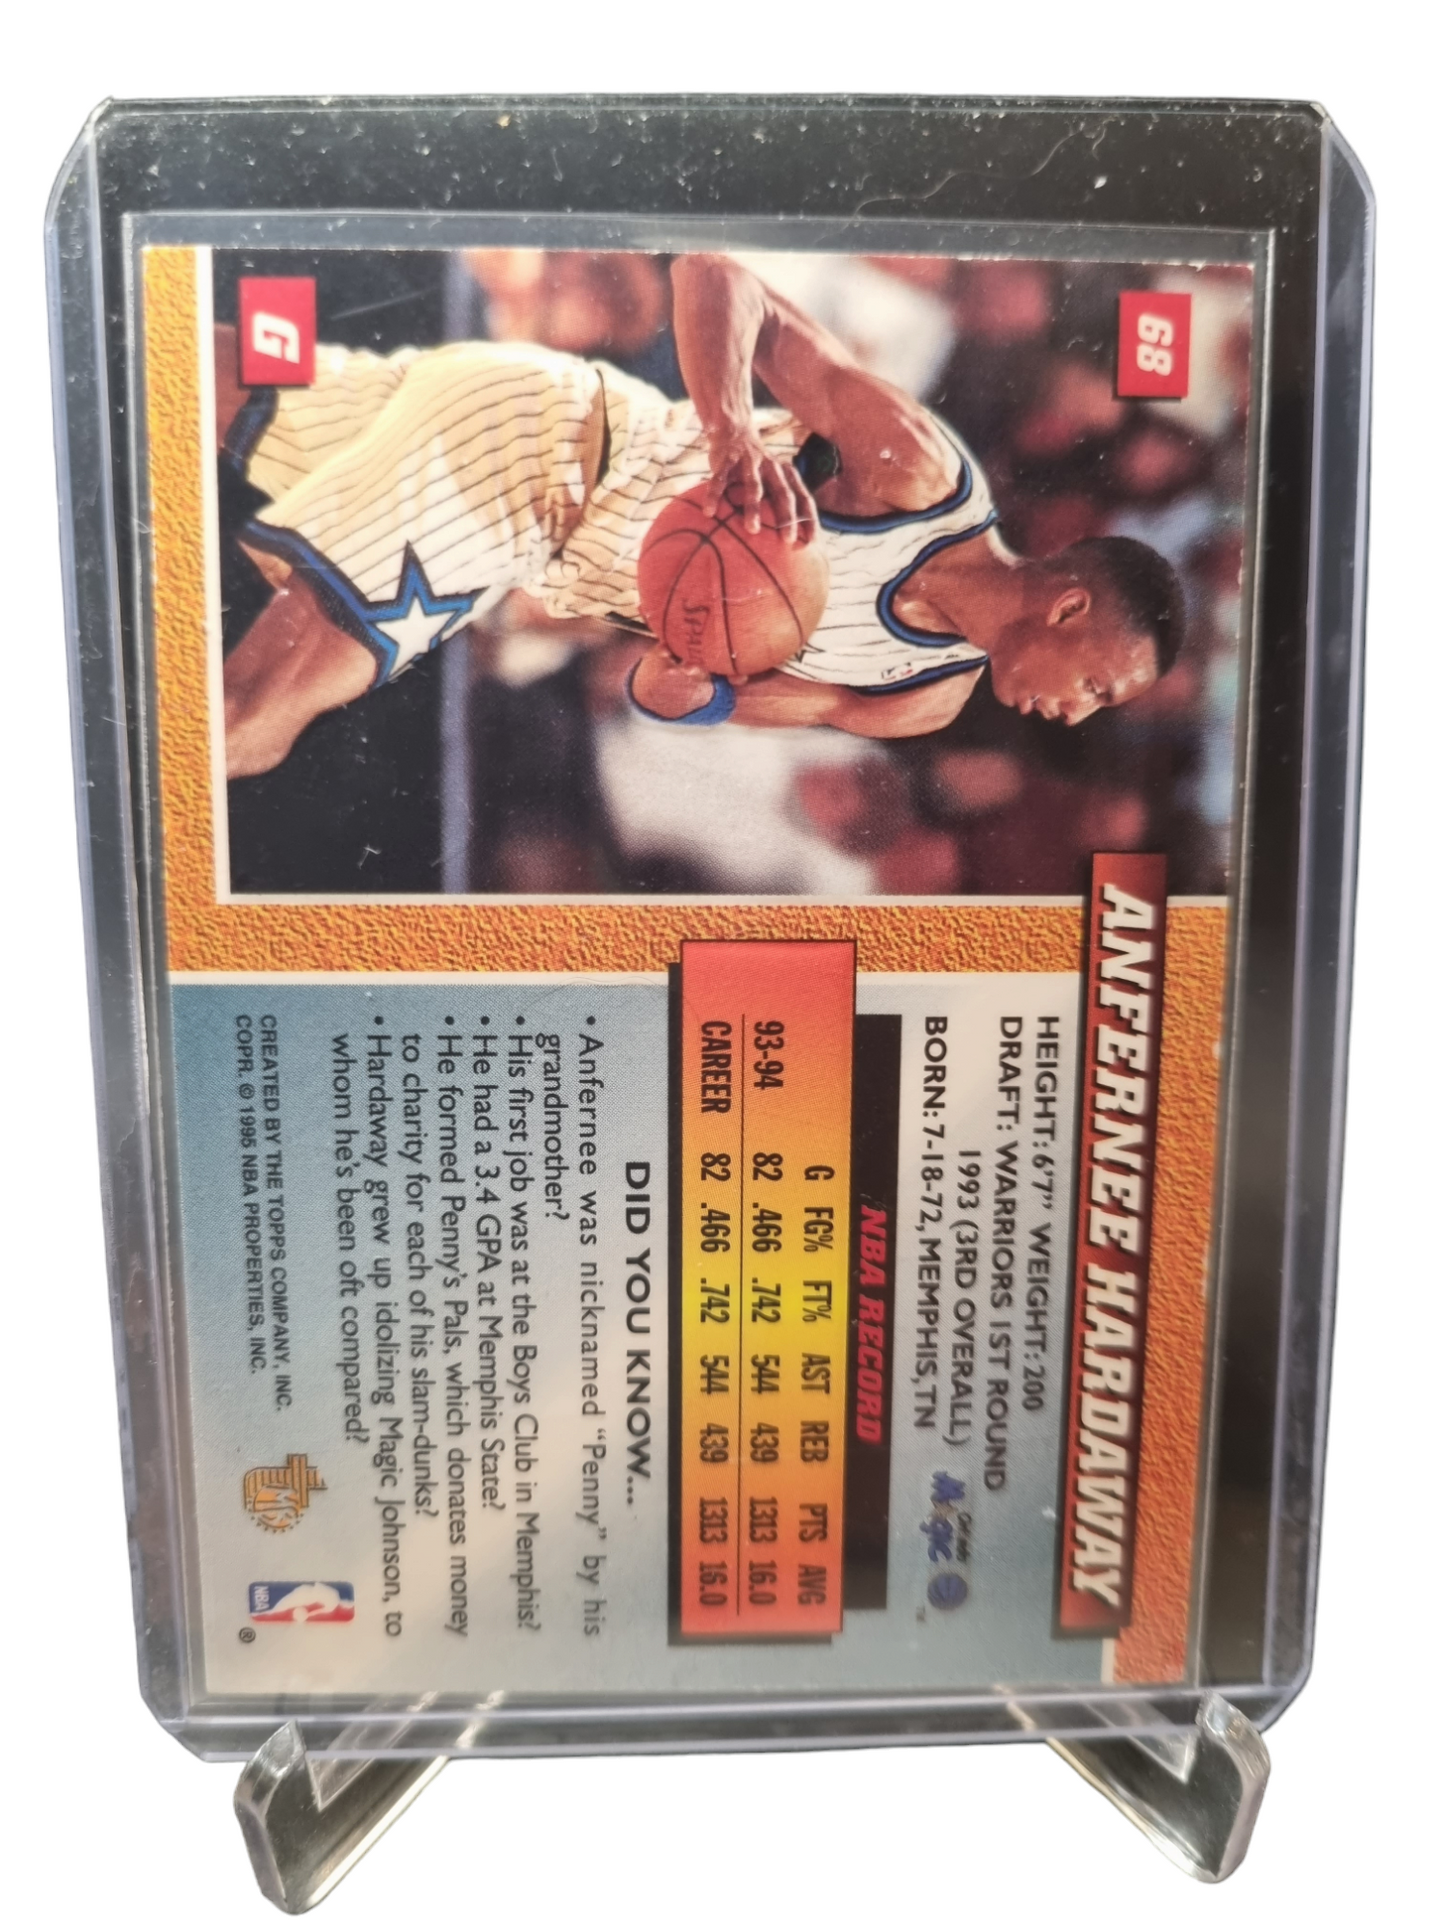 68
G
SPAL
ANFERNEE HARDAWAY
HEIGHT: 6'7" WEIGHT: 200
DRAFT: WARRIORS 1ST ROUND
1993 (3RD OVERALL)
BORN: 7-18-72, MEMPHIS, TN
Magic
™
NBA RECORD
G FG% FT% AST REB PTS AVG
93-94 82 .466 .742 544 439 1313 16.0
CAREER 82 .466 .742 544 439 1313 16.0
DID YOU KNOW...
• Anfernee was nicknamed “Penny” by his
grandmother?
• His first job was at the Boys Club in Memphis?
• He had a 3.4 GPA at Memphis State?
• He formed Penny's Pals, which donates money
to charity for each of his slam-dunks?
• Hardaway grew up idolizing Magic Johnson, to
whom he's been oft compared?
CREATED BY THE TOPPS COMPANY, INC.
COPR. © 1995 NBA PROPERTIES, INC.
NBA
®